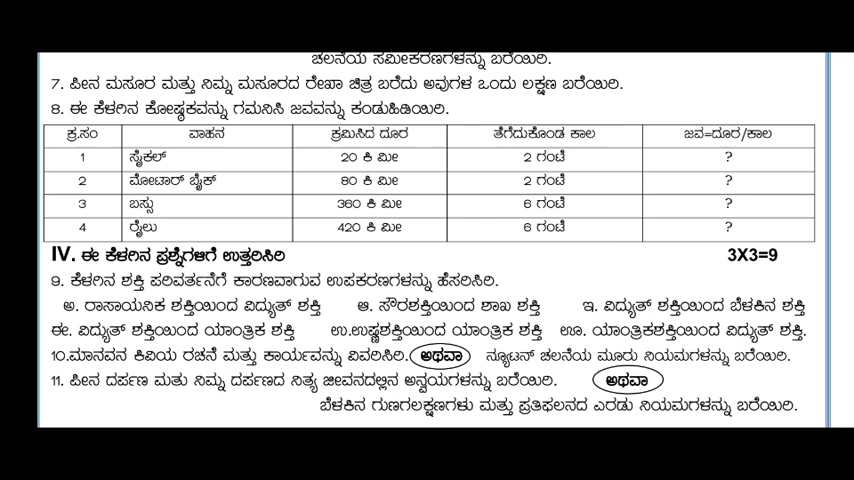 ಚಲನೆಯ ಸಮೀಕರಣಗಳನ್ನು ಬರೆಯಿರಿ.
7. ಪೀನ ಮಸೂರ ಮತ್ತು ನಿಮ್ನ ಮಸೂರದ ರೇಖಾ ಚಿತ್ರ ಬರೆದು ಅವುಗಳ ಒಂದು ಲಕ್ಷಣ ಬರೆಯಿರಿ.
8. ಈ ಕೆಳಗಿನ ಕೋಷ್ಠಕವನ್ನು ಗಮನಿಸಿ ಜವವನ್ನು ಕಂಡುಹಿಡಿಯಿರಿ.
ಕ್ರ.ಸಂ ವಾಹನ ಕ್ರಮಿಸಿದ ದೂರ ತೆಗೆದುಕೊಂಡ ಕಾಲ ಜವ=ದೂರ/ಕಾಲ
1 ಸೈಕಲ್ 20 ಕಿ ಮೀ 2 ಗಂಟೆ ?
2 ಮೋಟಾರ್ ಬೈಕ್ 80 ಕಿ ಮೀ 2 ಗಂಟೆ ?
3 ಬಸ್ಸು 360 ಕಿ ಮೀ 6 ಗಂಟೆ ?
4 ರೈಲು 420 ಕಿ ಮೀ 6 ಗಂಟೆ ?
IV. ಈ ಕೆಳಗಿನ ಪ್ರಶ್ನೆಗಳಿಗೆ ಉತ್ತರಿಸಿರಿ 3X3=9
9. ಕೆಳಗಿನ ಶಕ್ತಿ ಪರಿವರ್ತನೆಗೆ ಕಾರಣವಾಗುವ ಉಪಕರಣಗಳನ್ನು ಹೆಸರಿಸಿರಿ.
ಅ. ರಾಸಾಯನಿಕ ಶಕ್ತಿಯಿಂದ ವಿದ್ಯುತ್ ಶಕ್ತಿ ಆ. ಸೌರಶಕ್ತಿಯಿಂದ ಶಾಖ ಶಕ್ತಿ ಇ. ವಿದ್ಯುತ್ ಶಕ್ತಿಯಿಂದ ಬೆಳಕಿನ ಶಕ್ತಿ
ಈ. ವಿದ್ಯುತ್ ಶಕ್ತಿಯಿಂದ ಯಾಂತ್ರಿಕ ಶಕ್ತಿ ಉ.ಉಷ್ಣಶಕ್ತಿಯಿಂದ ಯಾಂತ್ರಿಕ ಶಕ್ತಿ ಊ. ಯಾಂತ್ರಿಕಶಕ್ತಿಯಿಂದ ವಿದ್ಯುತ್ ಶಕ್ತಿ.
10.ಮಾನವನ ಕಿವಿಯ ರಚನೆ ಮತ್ತು ಕಾರ್ಯವನ್ನು ವಿವರಿಸಿರಿ. ಅಥವಾ ನ್ಯೂಟನ್ ಚಲನೆಯ ಮೂರು ನಿಯಮಗಳನ್ನು ಬರೆಯಿರಿ.
11. ಪೀನ ದರ್ಪಣ ಮತು ನಿಮ್ನ ದರ್ಪಣದ ನಿತ್ಯ ಜೀವನದಲ್ಲಿನ ಅನ್ವಯಗಳನ್ನು ಬರೆಯಿರಿ. ಅಥವಾ
ಬೆಳಕಿನ ಗುಣಗಲಕ್ಷಣಗಳು ಮತ್ತು ಪ್ರತಿಫಲನದ ಎರಡು ನಿಯಮಗಳನ್ನು ಬರೆಯಿರಿ.